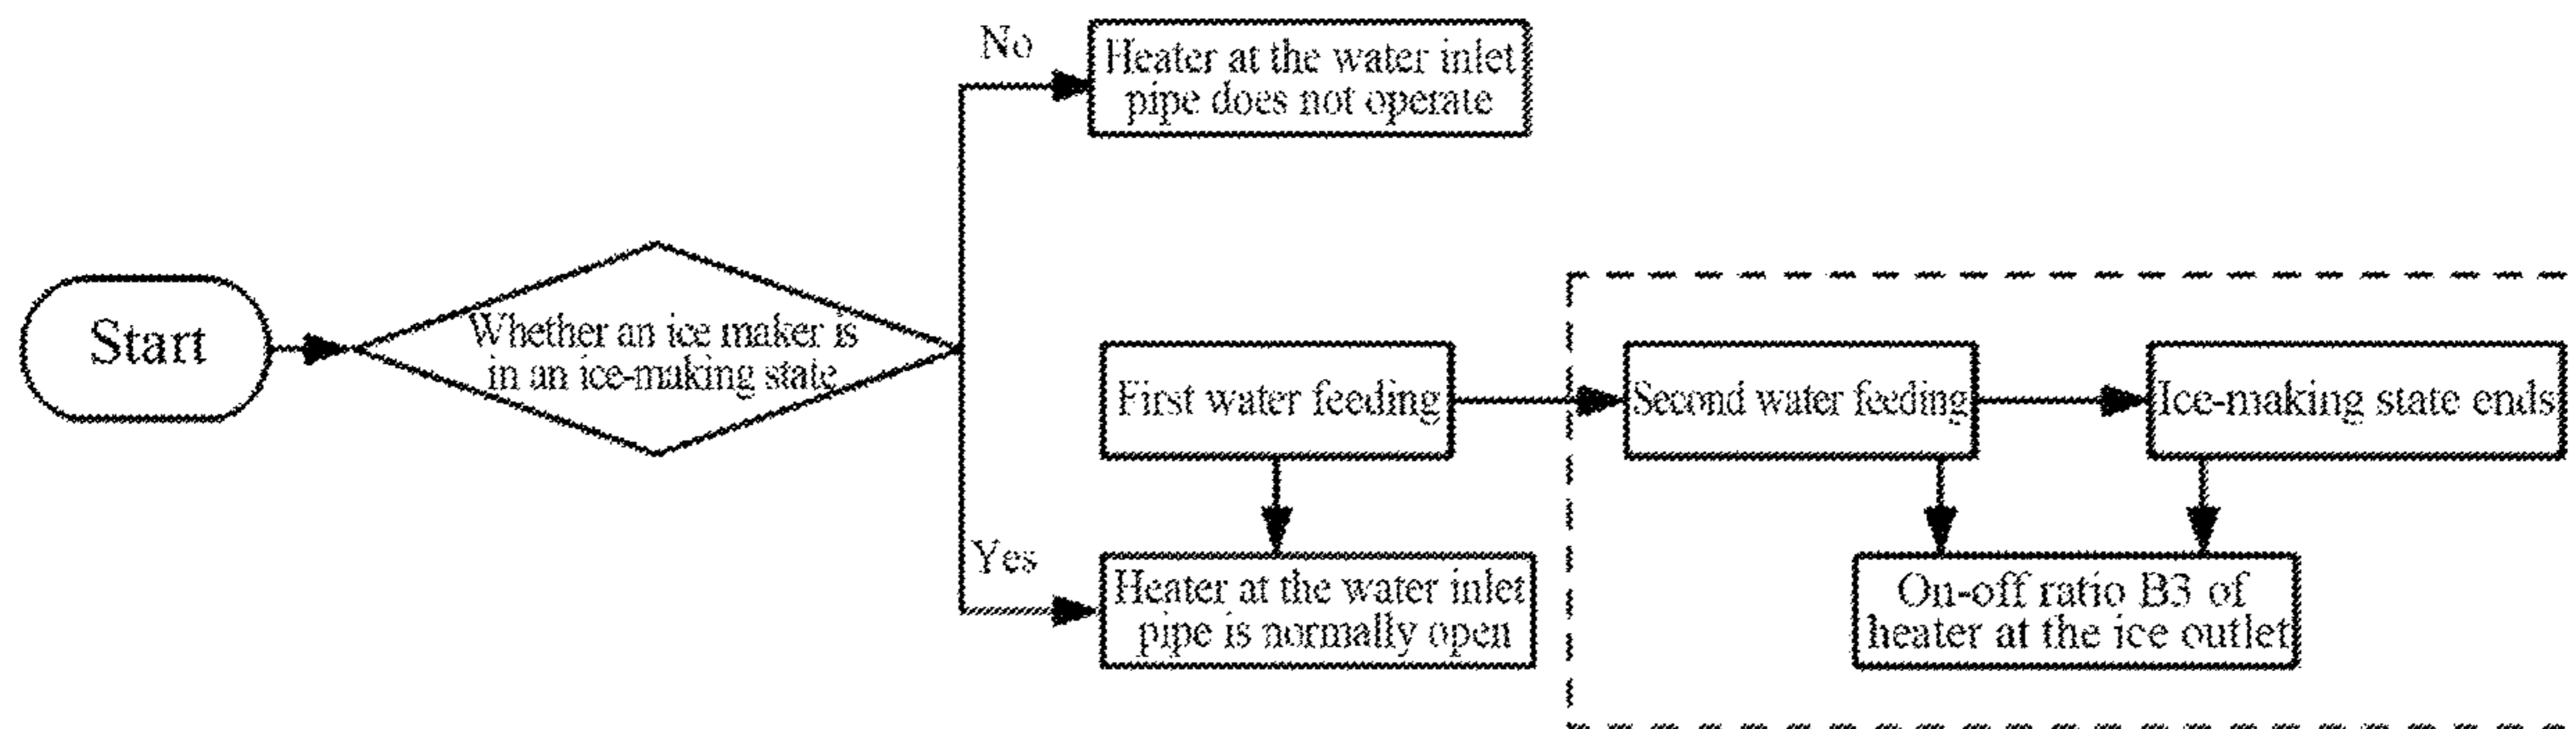 Start
Whether an ice maker is
in an ice-making state
No
Heater at the water inlet
pipe does not operate
Yes
Heater at the water inlet
pipe is normally open
First water feeding
Second water feeding
Ice-making state ends
On-off ratio B3 of
heater at the ice outlet